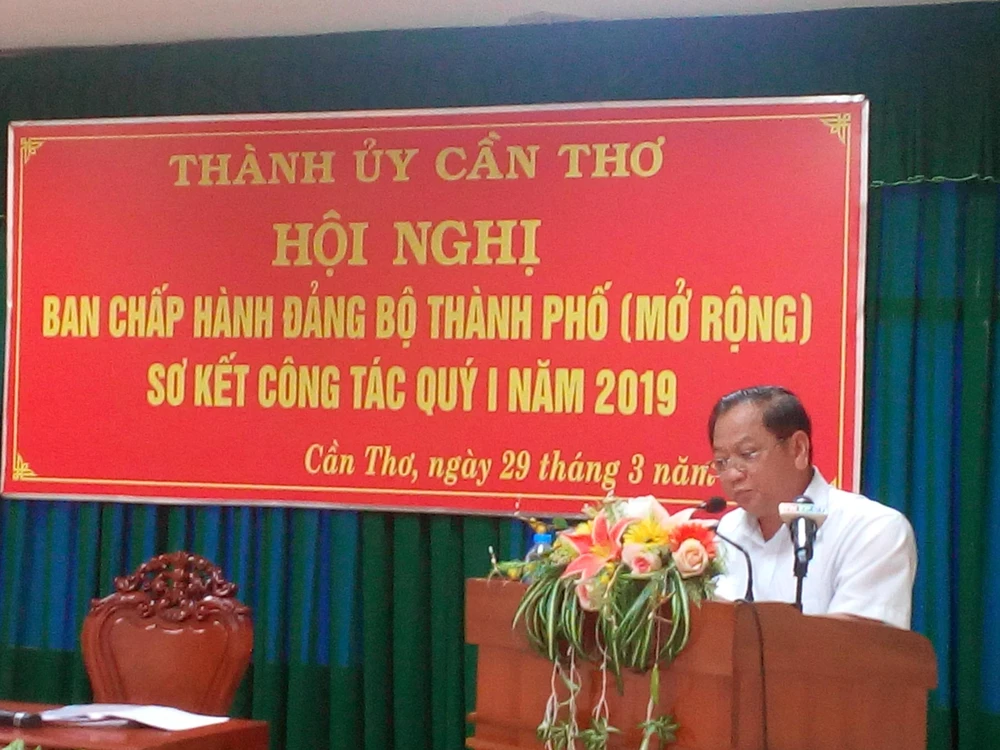 THÀNH ỦY CẦN THƠ
HỘI NGHỊ
BAN CHẤP HÀNH ĐẢNG BỘ THÀNH PHỐ (MỞ RỘNG)
SƠ KẾT CÔNG TÁC QUÝ I NĂM 2019
Cần Thơ, ngày 29 tháng 3 năm